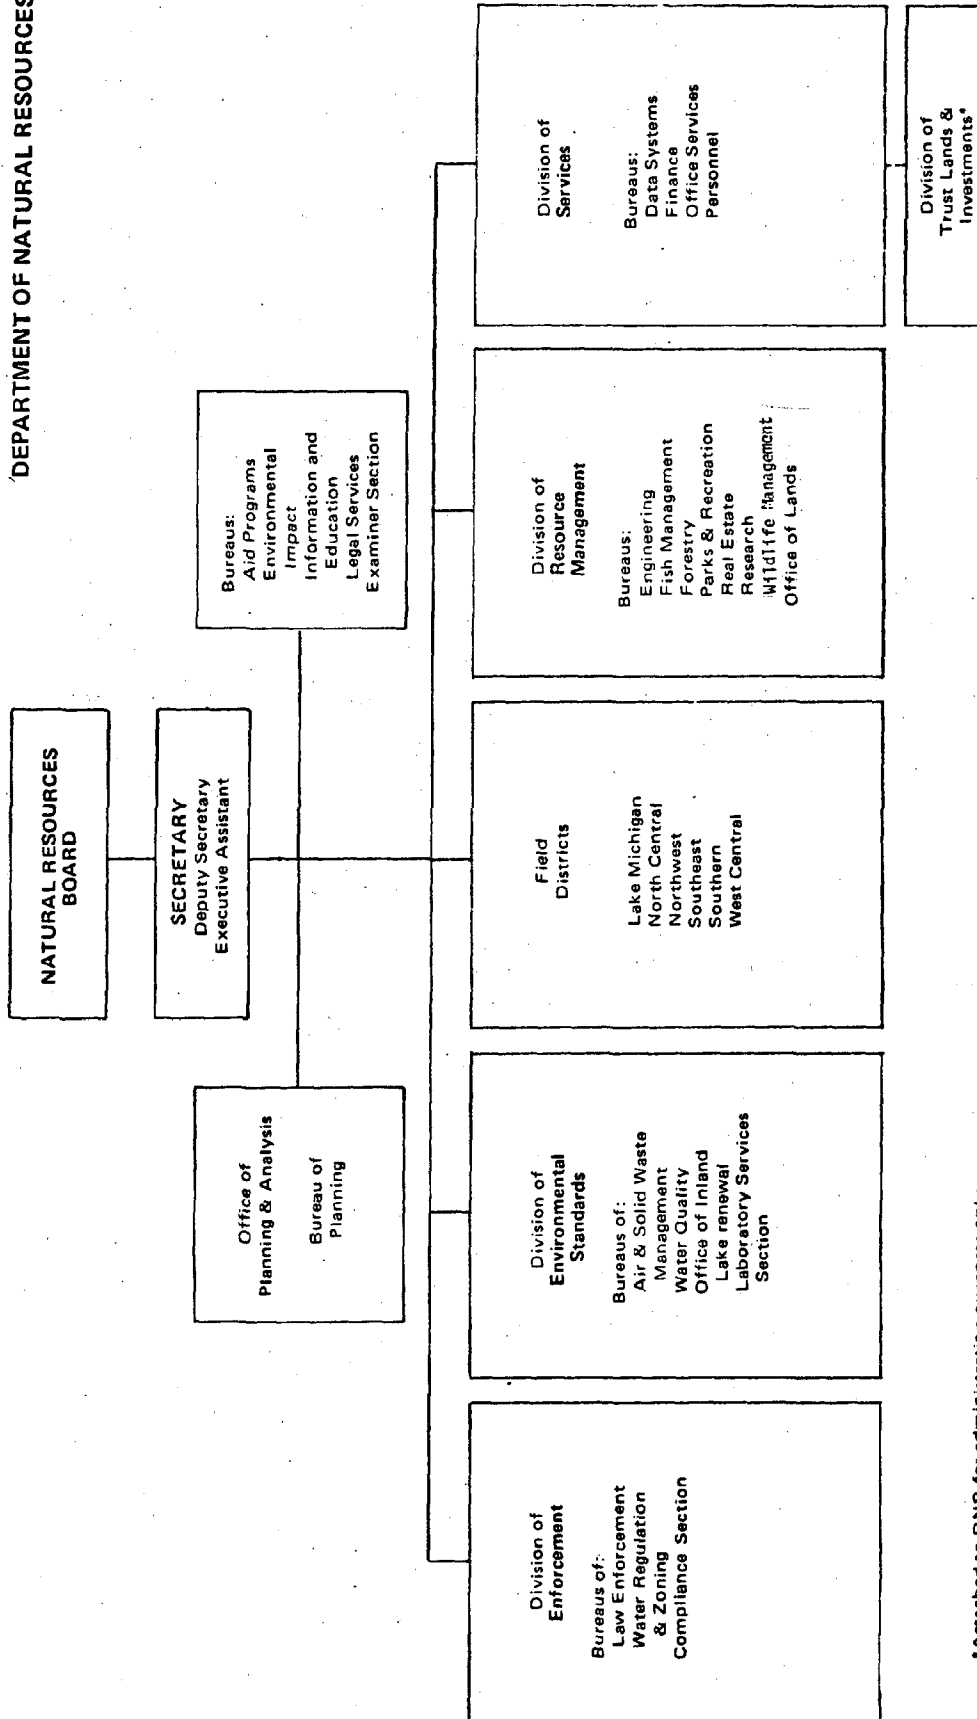 DEPARTMENT OF NATURAL RESOURCES
NATURAL RESOURCES
BOARD
SECRETARY
Deputy Secretary
Executive Assistant
Office of
Planning & Analysis
Bureau of
Planning
Bureaus:
Aid Programs
Environmental
Impact
Information and
Education
Legal Services
Examiner Section
Division of
Enforcement
Bureaus of:
Law Enforcement
Water Regulation
& Zoning
Compliance Section
Division of
Environmental
Standards
Bureaus of:
Air & Solid Waste
Management
Water Quality
Office of Inland
Lake renewal
Laboratory Services
Section
Field
Districts
Lake Michigan
North Central
Northwest
Southeast
Southern
West Central
Division of
Resource
Management
Bureaus:
Engineering
Fish Management
Forestry
Parks & Recreation
Real Estate
Research
Wildlife Management
Office of Lands
Division of
Services
Bureaus:
Data Systems
Finance
Office Services
Personnel
Division of
Trust Lands &
Investments*